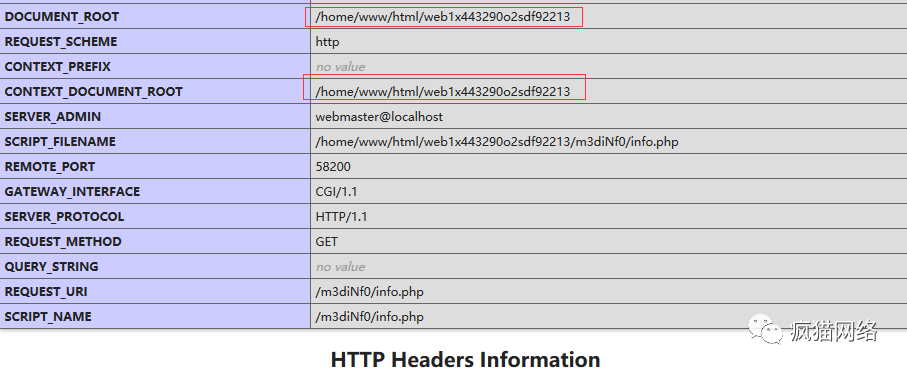 DOCUMENT_ROOT /home/www/html/web1x443290o2sdf92213
REQUEST_SCHEME http
CONTEXT_PREFIX no value
CONTEXT_DOCUMENT_ROOT /home/www/html/web1x443290o2sdf92213
SERVER_ADMIN webmaster@localhost
SCRIPT_FILENAME /home/www/html/web1x443290o2sdf92213/m3diNf0/info.php
REMOTE_PORT 58200
GATEWAY_INTERFACE CGI/1.1
SERVER_PROTOCOL HTTP/1.1
REQUEST_METHOD GET
QUERY_STRING no value
REQUEST_URI /m3diNf0/info.php
SCRIPT_NAME /m3diNf0/info.php
疯猫网络
HTTP Headers Information